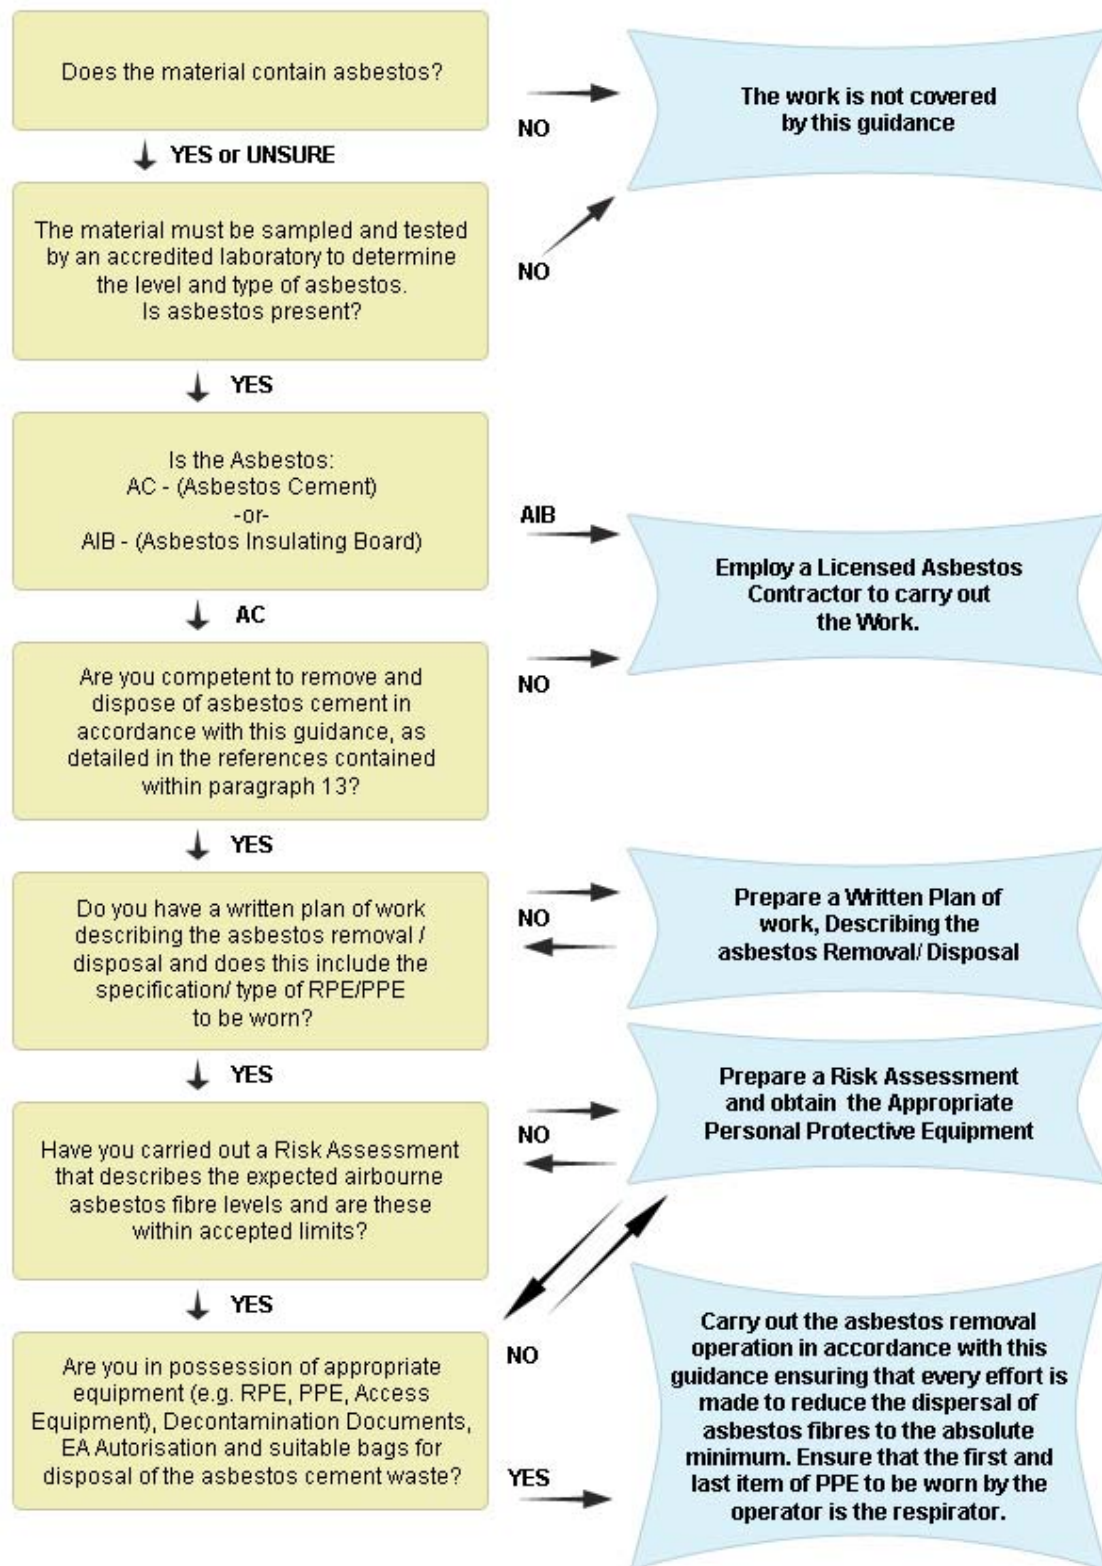 Does the material contain asbestos?
NO
The work is not covered
by this guidance
YES or UNSURE
The material must be sampled and tested
by an accredited laboratory to determine
the level and type of asbestos.
Is asbestos present?
NO
YES
Is the Asbestos:
AC - (Asbestos Cement)
-or-
AIB - (Asbestos Insulating Board)
AIB
Employ a Licensed Asbestos
Contractor to carry out
the Work.
AC
Are you competent to remove and
dispose of asbestos cement in
accordance with this guidance, as
detailed in the references contained
within paragraph 13?
NO
YES
Do you have a written plan of work
describing the asbestos removal /
disposal and does this include the
specification/ type of RPE/PPE
to be worn?
NO
Prepare a Written Plan of
work, Describing the
asbestos Removal/ Disposal
YES
Have you carried out a Risk Assessment
that describes the expected airbourne
asbestos fibre levels and are these
within accepted limits?
NO
Prepare a Risk Assessment
and obtain the Appropriate
Personal Protective Equipment
YES
Are you in possession of appropriate
equipment (e.g. RPE, PPE, Access
Equipment), Decontamination Documents,
EA Autorisation and suitable bags for
disposal of the asbestos cement waste?
NO
YES
Carry out the asbestos removal
operation in accordance with this
guidance ensuring that every effort is
made to reduce the dispersal of
asbestos fibres to the absolute
minimum. Ensure that the first and
last item of PPE to be worn by the
operator is the respirator.